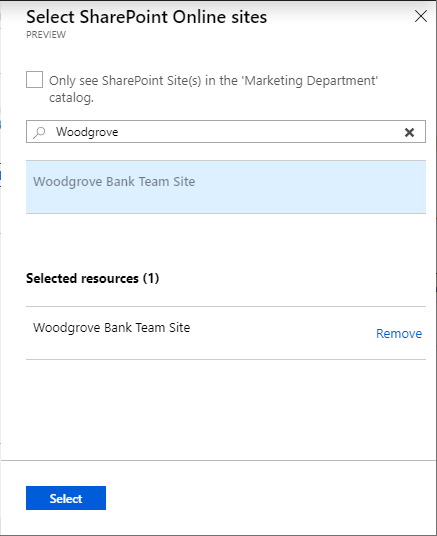 Select SharePoint Online sites
PREVIEW
Only see SharePoint Site(s) in the 'Marketing Department'
catalog.
Woodgrove
Woodgrove Bank Team Site
Selected resources (1)
Woodgrove Bank Team Site
Remove
Select